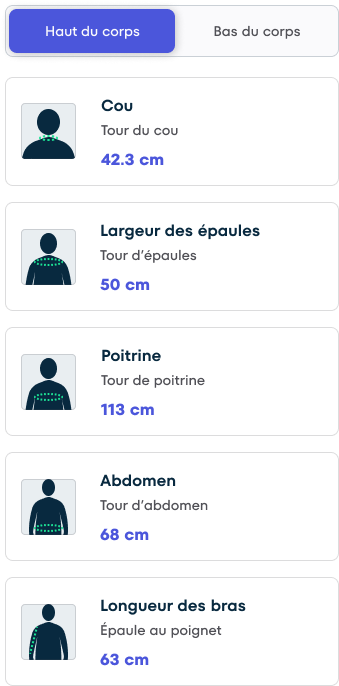 Haut du corps
Bas du corps
Cou
Tour du cou
42.3 cm
Largeur des épaules
Tour d’épaules
50 cm
Poitrine
Tour de poitrine
113 cm
Abdomen
Tour d’abdomen
68 cm
Longueur des bras
Épaule au poignet
63 cm